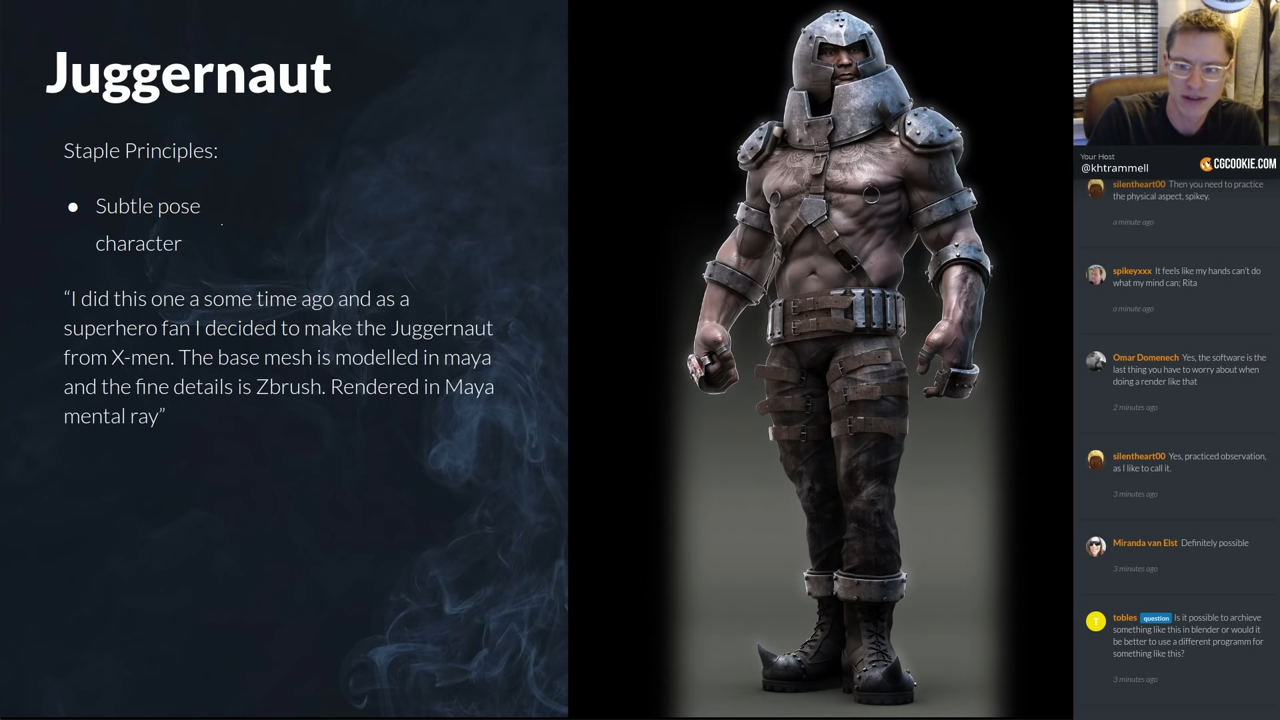 Juggernaut
Staple Principles:
● Subtle pose
character
“I did this one a some time ago and as a
superhero fan I decided to make the Juggernaut
from X-men. The base mesh is modelled in maya
and the fine details is Zbrush. Rendered in Maya
mental ray”
Your Host
@khtrammell
CGCOOKIE.COM
silentheart00 Then you need to practice
the physical aspect, spikey.
a minute ago
spikeyxxx It feels like my hands can't do
what my mind can; Rita
a minute ago
Omar Domenech Yes, the software is the
last thing you have to worry about when
doing a render like that
2 minutes ago
silentheart00 Yes, practiced observation,
as I like to call it.
3 minutes ago
Miranda van Elst Definitely possible
3 minutes ago
T
tobles question Is it possible to archieve
something like this in blender or would it
be better to use a different programm for
something like this?
3 minutes ago